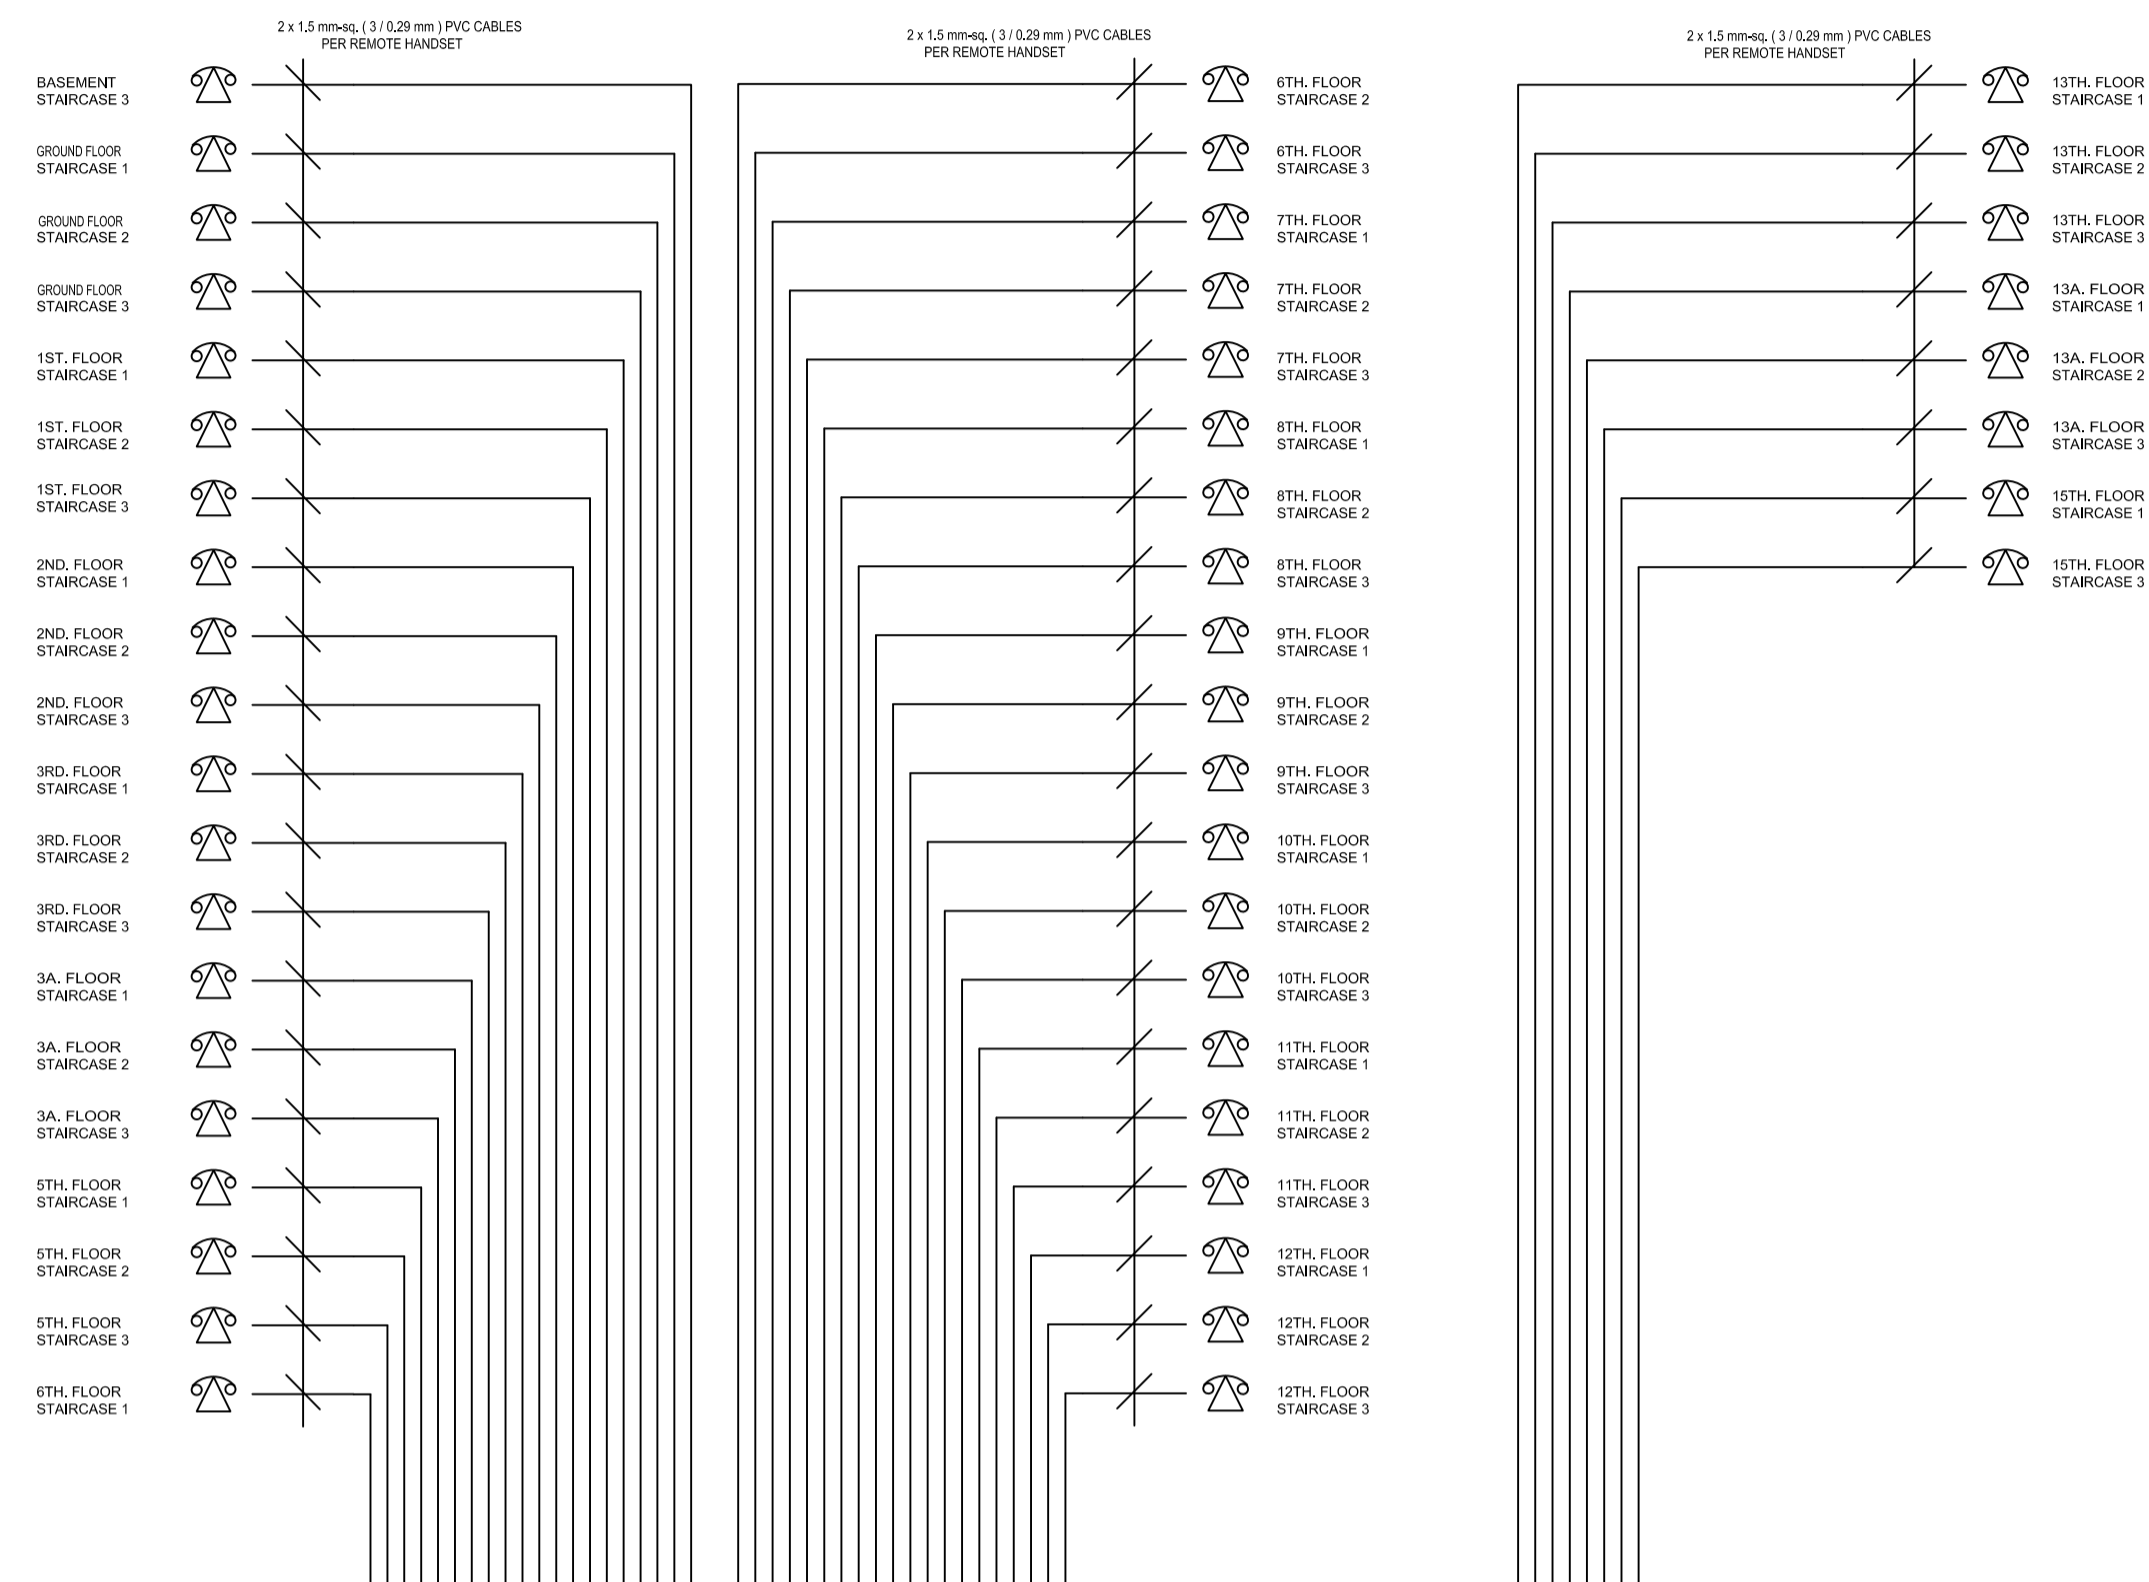 2 x 1.5 mm-sq. ( 3 / 0.29 mm ) PVC CABLES
PER REMOTE HANDSET
BASEMENT
STAIRCASE 3
GROUND FLOOR
STAIRCASE 1
GROUND FLOOR
STAIRCASE 2
GROUND FLOOR
STAIRCASE 3
1ST. FLOOR
STAIRCASE 1
1ST. FLOOR
STAIRCASE 2
1ST. FLOOR
STAIRCASE 3
2ND. FLOOR
STAIRCASE 1
2ND. FLOOR
STAIRCASE 2
2ND. FLOOR
STAIRCASE 3
3RD. FLOOR
STAIRCASE 1
3RD. FLOOR
STAIRCASE 2
3RD. FLOOR
STAIRCASE 3
3A. FLOOR
STAIRCASE 1
3A. FLOOR
STAIRCASE 2
3A. FLOOR
STAIRCASE 3
5TH. FLOOR
STAIRCASE 1
5TH. FLOOR
STAIRCASE 2
5TH. FLOOR
STAIRCASE 3
6TH. FLOOR
STAIRCASE 1
2 x 1.5 mm-sq. ( 3 / 0.29 mm ) PVC CABLES
PER REMOTE HANDSET
6TH. FLOOR
STAIRCASE 2
6TH. FLOOR
STAIRCASE 3
7TH. FLOOR
STAIRCASE 1
7TH. FLOOR
STAIRCASE 2
7TH. FLOOR
STAIRCASE 3
8TH. FLOOR
STAIRCASE 1
8TH. FLOOR
STAIRCASE 2
8TH. FLOOR
STAIRCASE 3
9TH. FLOOR
STAIRCASE 1
9TH. FLOOR
STAIRCASE 2
9TH. FLOOR
STAIRCASE 3
10TH. FLOOR
STAIRCASE 1
10TH. FLOOR
STAIRCASE 2
10TH. FLOOR
STAIRCASE 3
11TH. FLOOR
STAIRCASE 1
11TH. FLOOR
STAIRCASE 2
11TH. FLOOR
STAIRCASE 3
12TH. FLOOR
STAIRCASE 1
12TH. FLOOR
STAIRCASE 2
12TH. FLOOR
STAIRCASE 3
2 x 1.5 mm-sq. ( 3 / 0.29 mm ) PVC CABLES
PER REMOTE HANDSET
13TH. FLOOR
STAIRCASE 1
13TH. FLOOR
STAIRCASE 2
13TH. FLOOR
STAIRCASE 3
13A. FLOOR
STAIRCASE 1
13A. FLOOR
STAIRCASE 2
13A. FLOOR
STAIRCASE 3
15TH. FLOOR
STAIRCASE 1
15TH. FLOOR
STAIRCASE 3